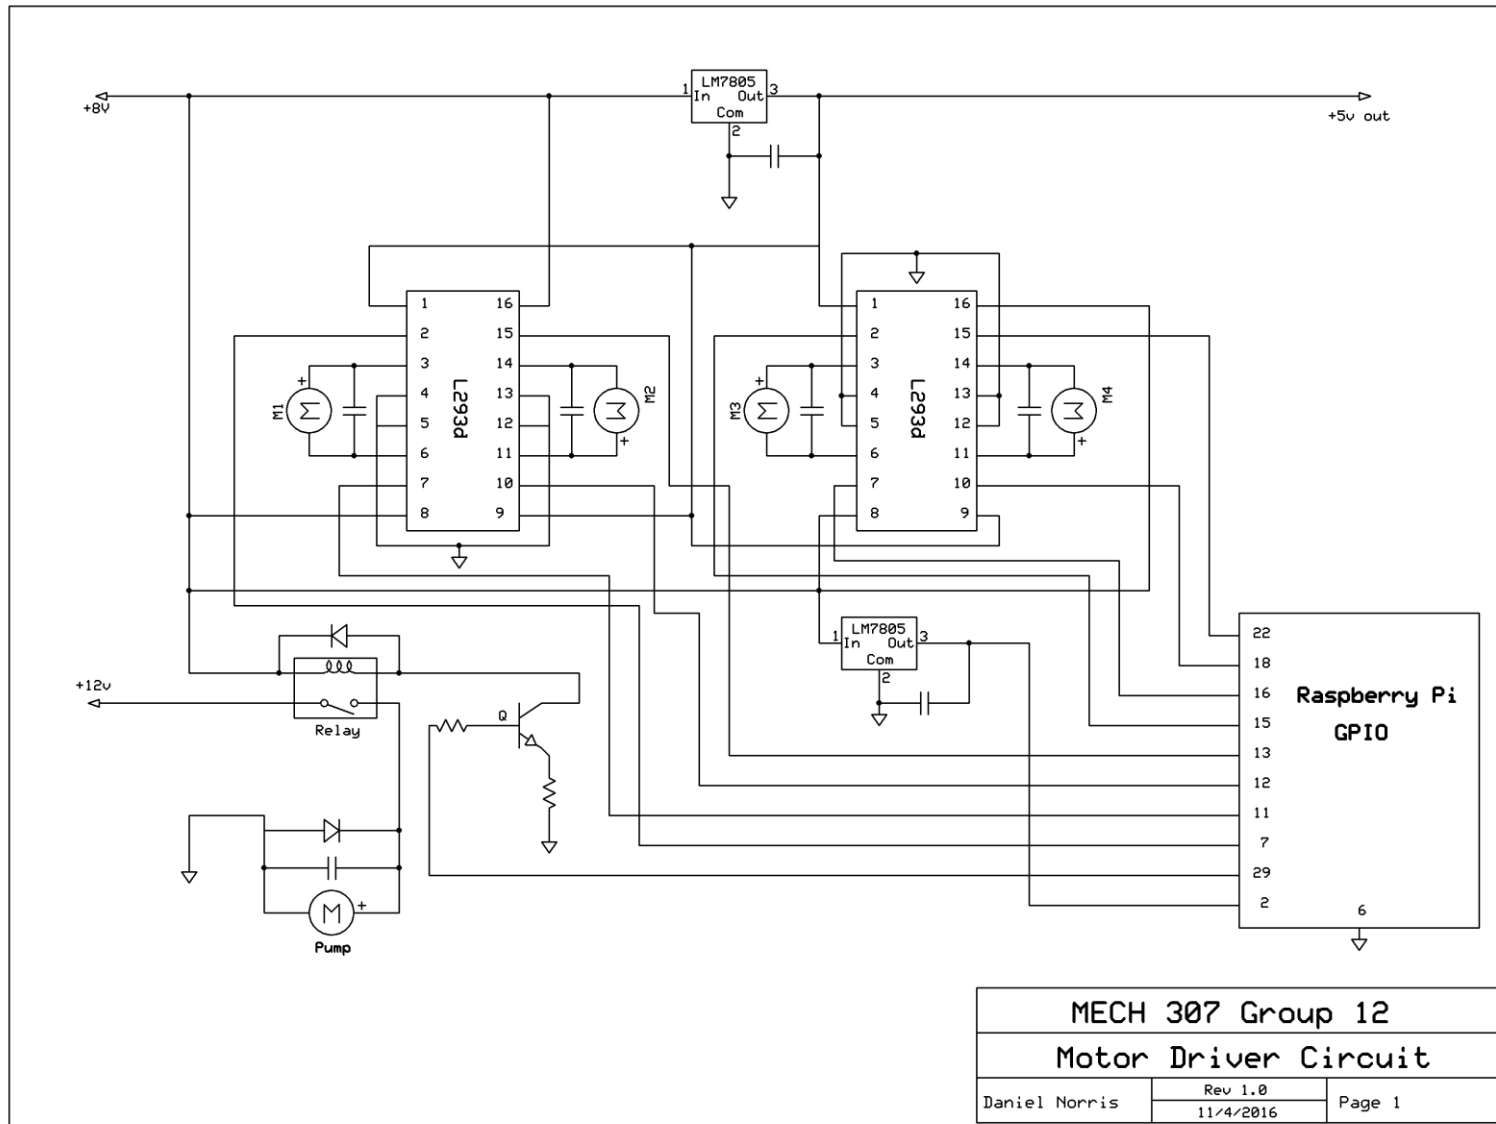 LM7805
1 In Out 3
Com
2
+8V
+5v out
1 16
2 15
3 14
4 13
5 12
6 11
7 10
8 9
L293d
+
M1
M2
+
1 16
2 15
3 14
4 13
5 12
6 11
7 10
8 9
L293d
+
M3
M4
+
LM7805
1 In Out 3
Com
2
+12v
Relay
Q
M +
Pump
22
18
16
15
13
12
11
7
29
2
6
Raspberry Pi
GPIO
MECH 307 Group 12
Motor Driver Circuit
Daniel Norris
Rev 1.0
11/4/2016
Page 1